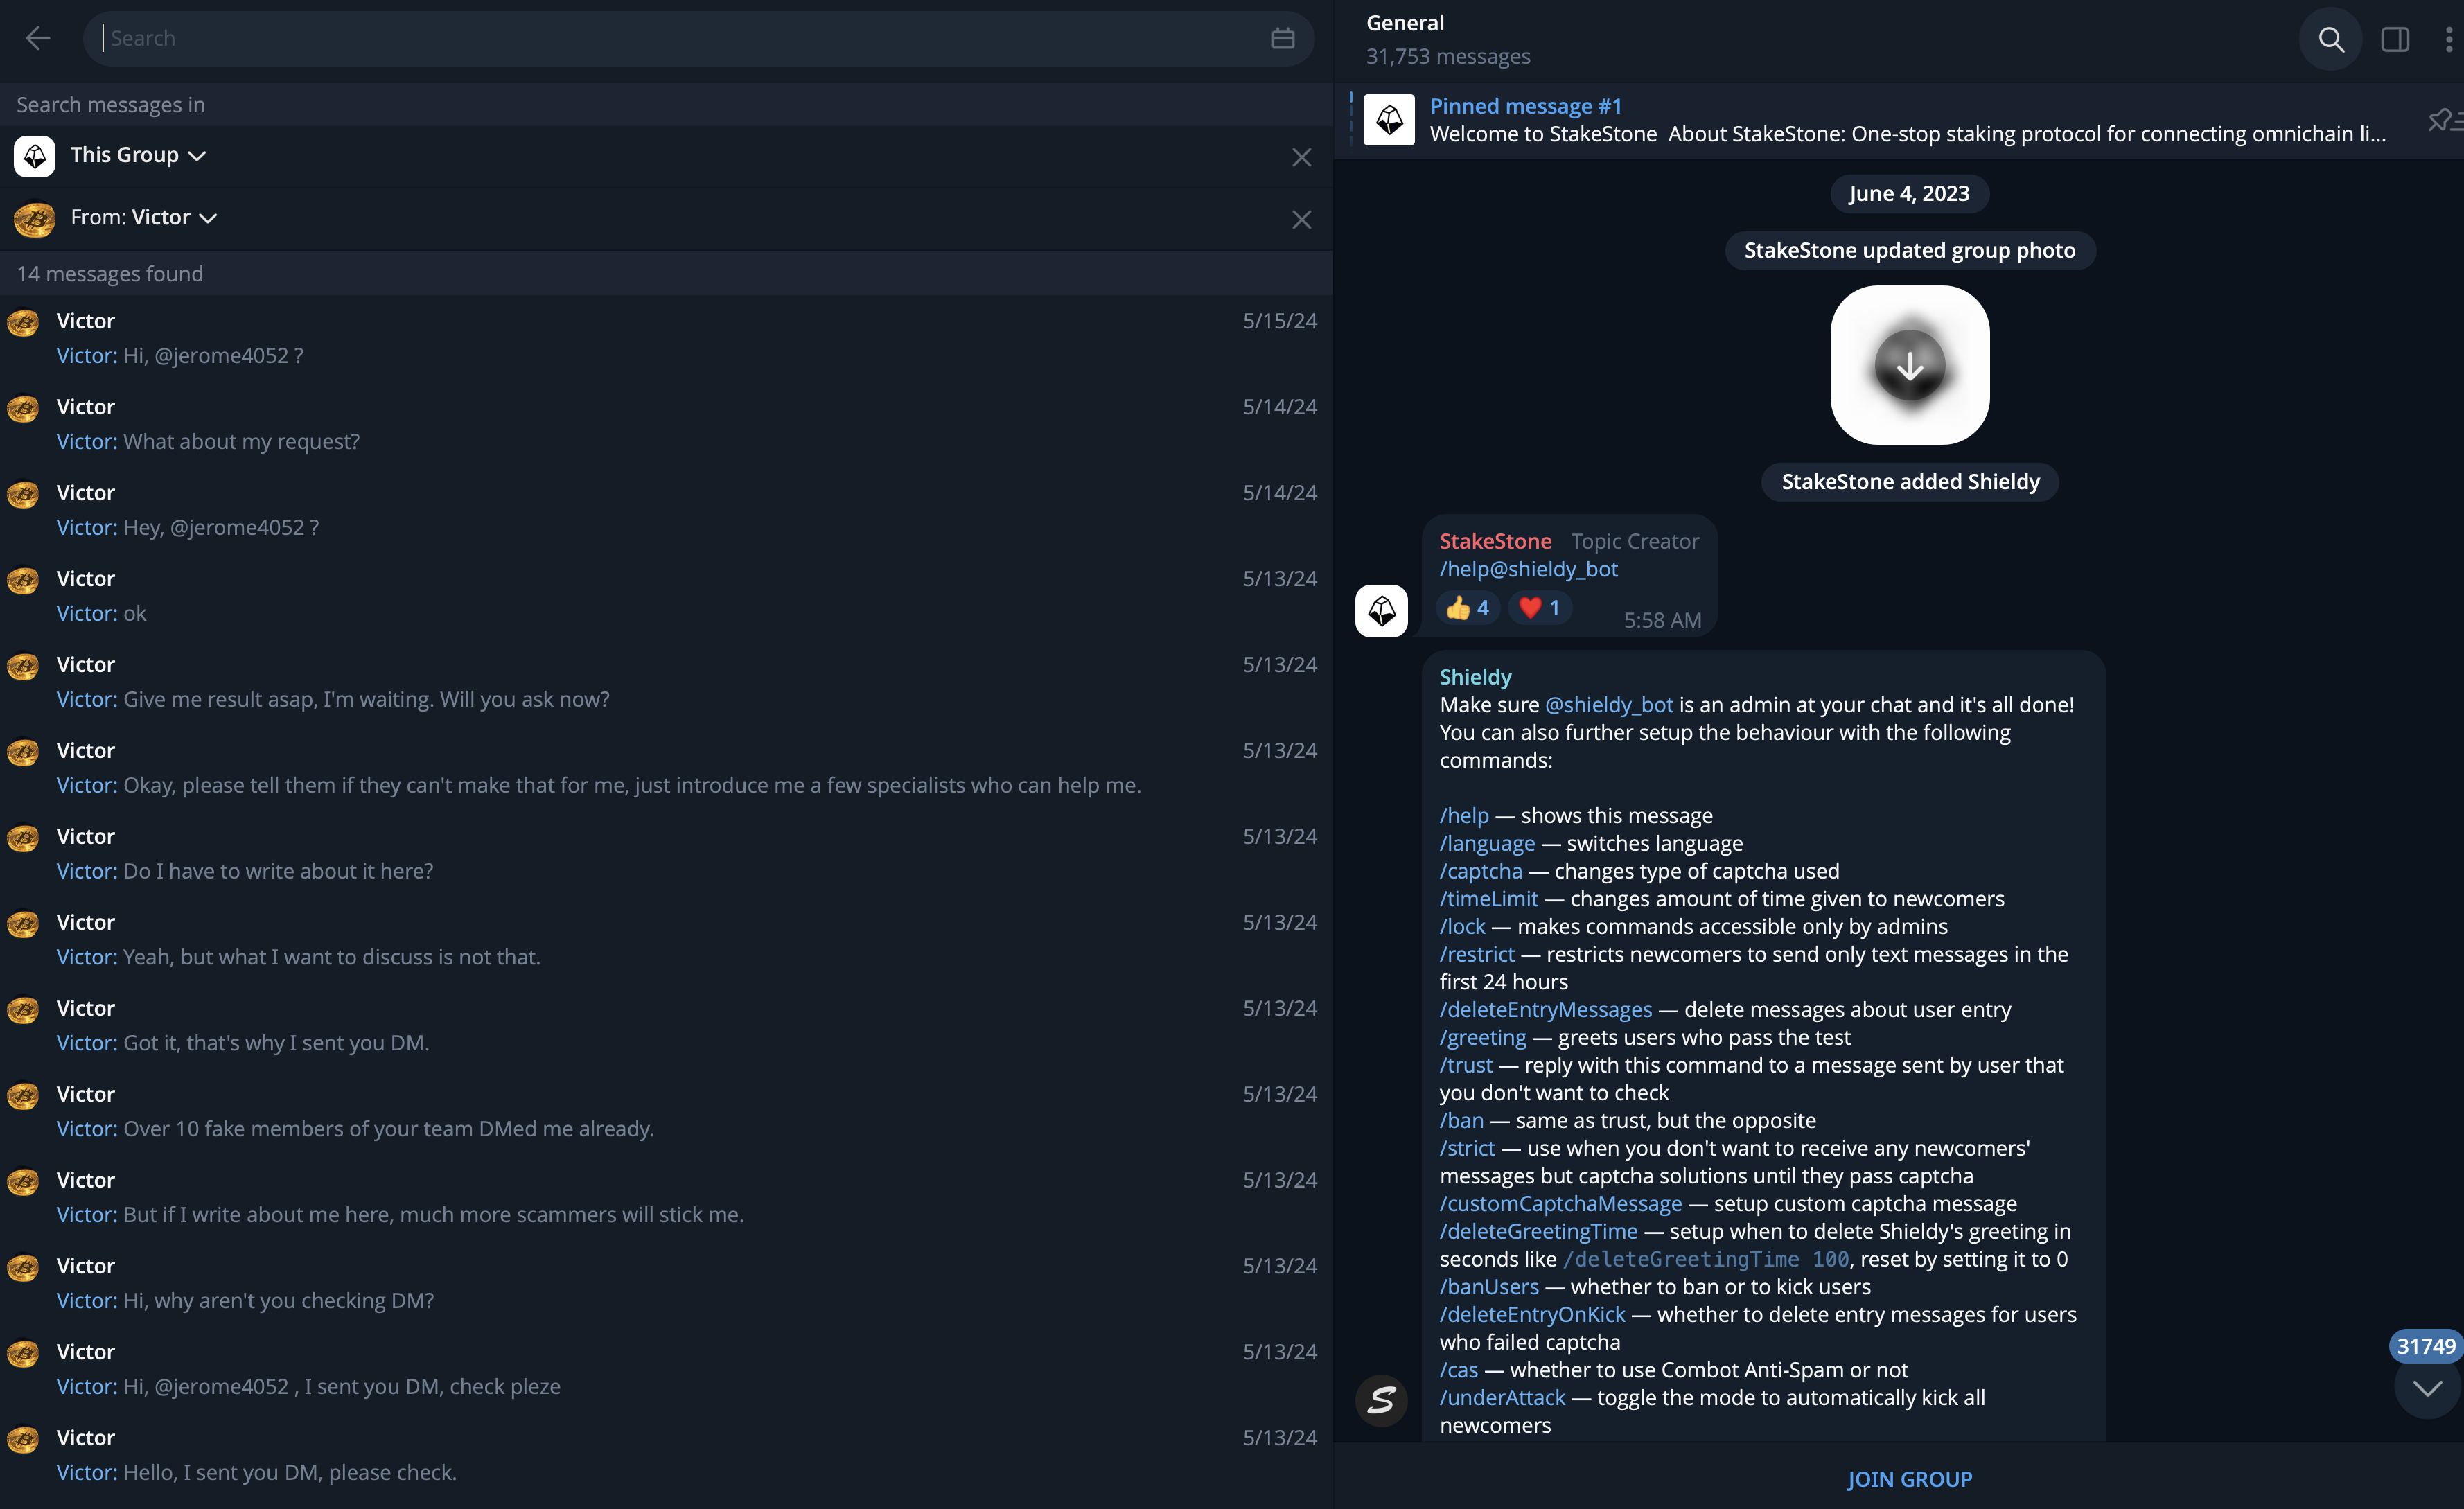 Search
Search messages in
This Group
From: Victor
14 messages found
Victor 5/15/24
Victor: Hi, @jerome4052 ?
Victor 5/14/24
Victor: What about my request?
Victor 5/14/24
Victor: Hey, @jerome4052 ?
Victor 5/13/24
Victor: ok
Victor 5/13/24
Victor: Give me result asap, I'm waiting. Will you ask now?
Victor 5/13/24
Victor: Okay, please tell them if they can't make that for me, just introduce me a few specialists who can help me.
Victor 5/13/24
Victor: Do I have to write about it here?
Victor 5/13/24
Victor: Yeah, but what I want to discuss is not that.
Victor 5/13/24
Victor: Got it, that's why I sent you DM.
Victor 5/13/24
Victor: Over 10 fake members of your team DMed me already.
Victor 5/13/24
Victor: But if I write about me here, much more scammers will stick me.
Victor 5/13/24
Victor: Hi, why aren't you checking DM?
Victor 5/13/24
Victor: Hi, @jerome4052 , I sent you DM, check pleze
Victor 5/13/24
Victor: Hello, I sent you DM, please check.
General
31,753 messages
Pinned message #1
Welcome to StakeStone About StakeStone: One-stop staking protocol for connecting omnichain li...
June 4, 2023
StakeStone updated group photo
StakeStone added Shieldy
StakeStone Topic Creator
/help@shieldy_bot
4 1 5:58 AM
Shieldy
Make sure @shieldy_bot is an admin at your chat and it's all done!
You can also further setup the behaviour with the following
commands:
/help — shows this message
/language — switches language
/captcha — changes type of captcha used
/timeLimit — changes amount of time given to newcomers
/lock — makes commands accessible only by admins
/restrict — restricts newcomers to send only text messages in the
first 24 hours
/deleteEntryMessages — delete messages about user entry
/greeting — greets users who pass the test
/trust — reply with this command to a message sent by user that
you don't want to check
/ban — same as trust, but the opposite
/strict — use when you don't want to receive any newcomers'
messages but captcha solutions until they pass captcha
/customCaptchaMessage — setup custom captcha message
/deleteGreetingTime — setup when to delete Shieldy's greeting in
seconds like /deleteGreetingTime 100, reset by setting it to 0
/banUsers — whether to ban or to kick users
/deleteEntryOnKick — whether to delete entry messages for users
who failed captcha
/cas — whether to use Combot Anti-Spam or not
/underAttack — toggle the mode to automatically kick all
newcomers
31749
JOIN GROUP